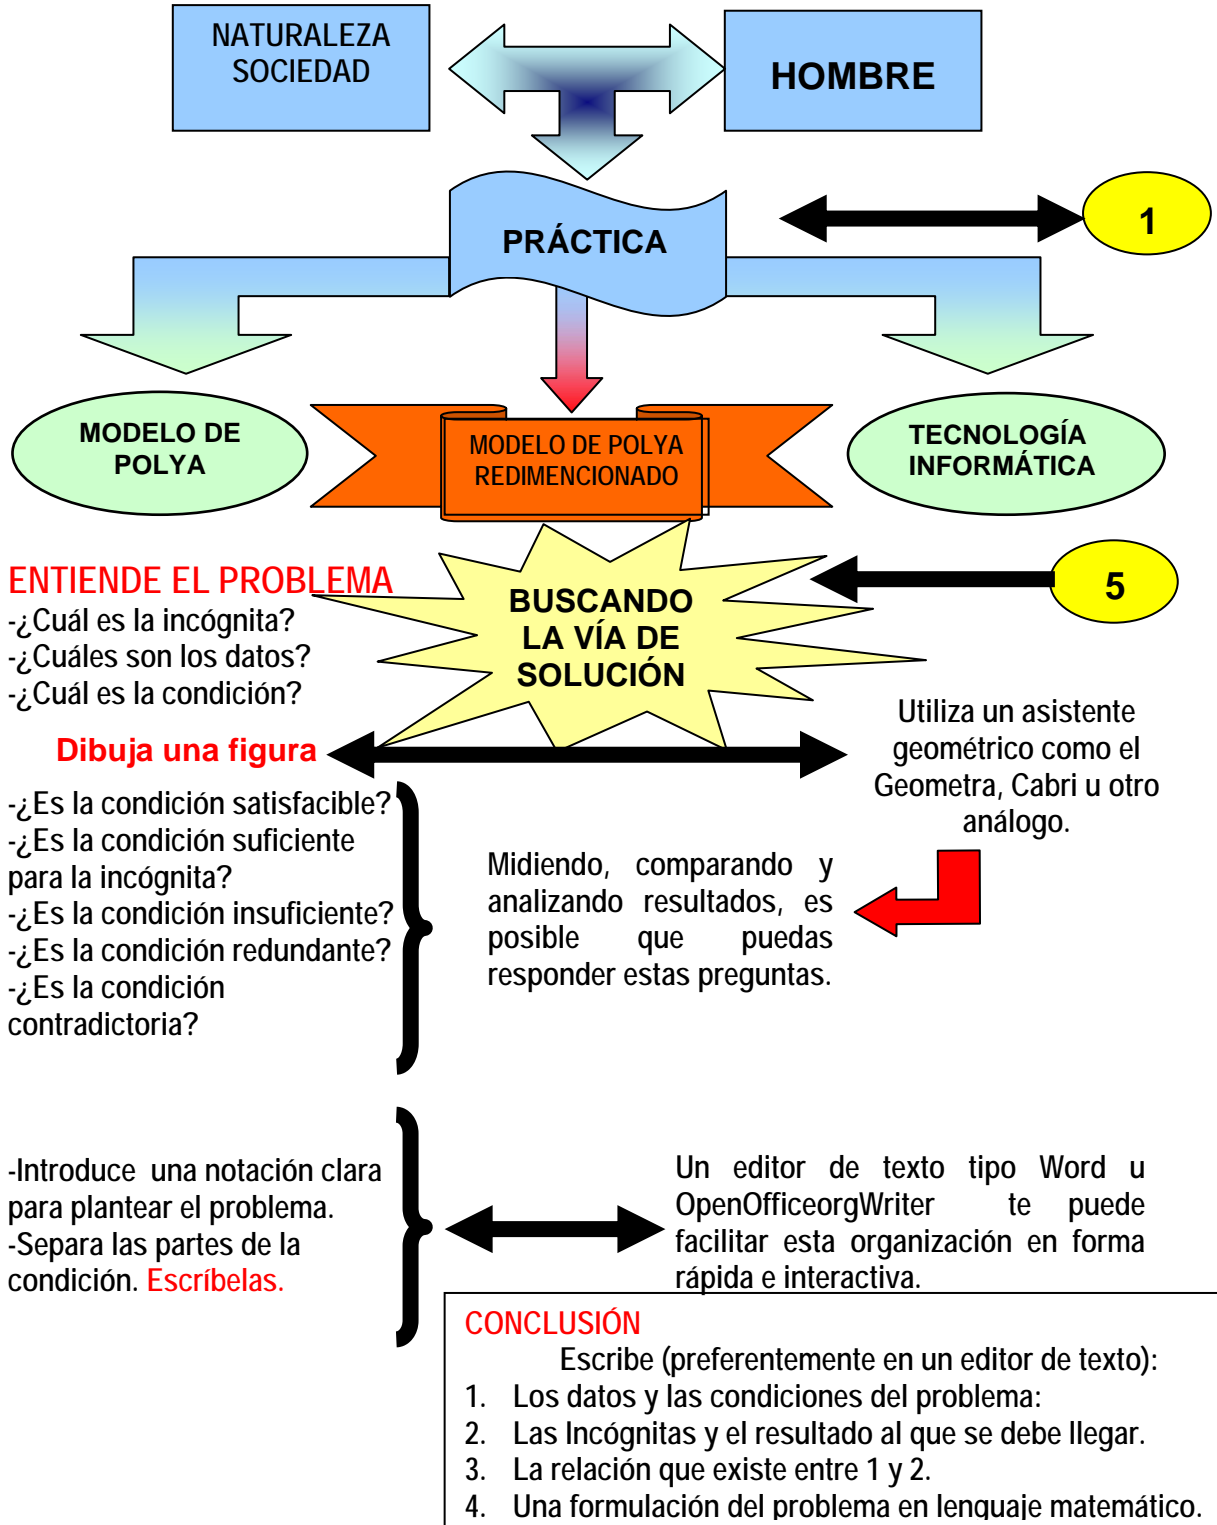 NATURALEZA
SOCIEDAD
HOMBRE
PRÁCTICA
1
MODELO DE
POLYA
MODELO DE POLYA
REDIMENCIONADO
TECNOLOGÍA
INFORMÁTICA
ENTIENDE EL PROBLEMA
-¿Cuál es la incógnita?
-¿Cuáles son los datos?
-¿Cuál es la condición?
BUSCANDO
LA VÍA DE
SOLUCIÓN
5
Dibuja una figura
Utiliza un asistente
geométrico como el
Geometra, Cabri u otro
análogo.
-¿Es la condición satisfacible?
-¿Es la condición suficiente
para la incógnita?
-¿Es la condición insuficiente?
-¿Es la condición redundante?
-¿Es la condición
contradictoria?
Midiendo, comparando y
analizando resultados, es
posible que puedas
responder estas preguntas.
-Introduce una notación clara
para plantear el problema.
-Separa las partes de la
condición. Escríbelas.
Un editor de texto tipo Word u
OpenOfficeorgWriter te puede
facilitar esta organización en forma
rápida e interactiva.
CONCLUSIÓN
Escribe (preferentemente en un editor de texto):
1. Los datos y las condiciones del problema:
2. Las Incógnitas y el resultado al que se debe llegar.
3. La relación que existe entre 1 y 2.
4. Una formulación del problema en lenguaje matemático.